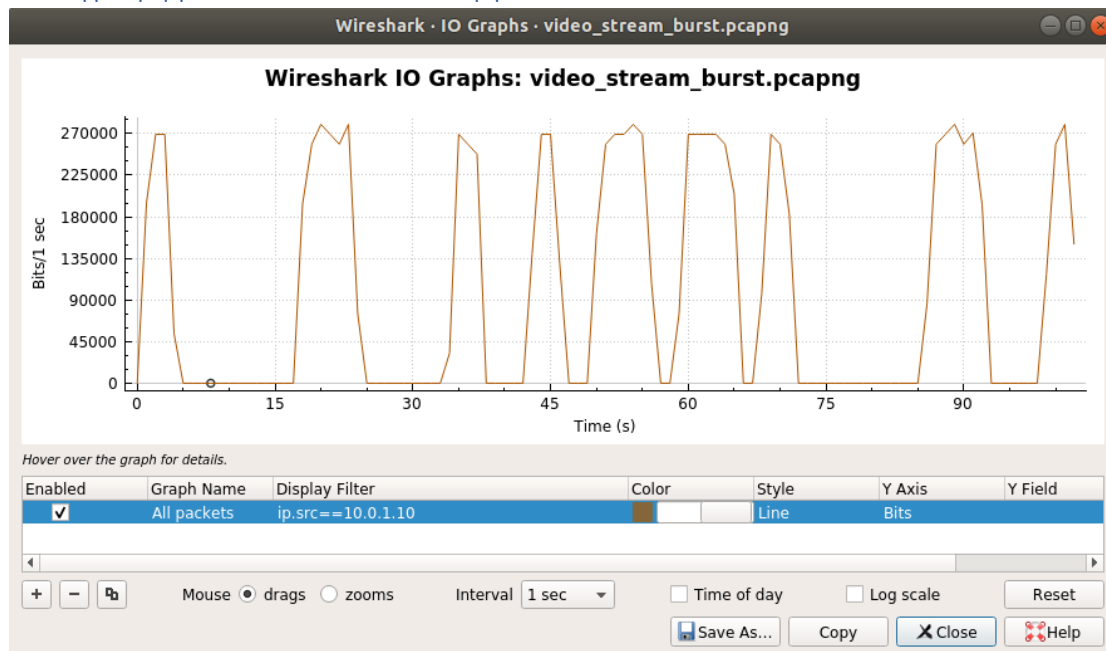 Wireshark · IO Graphs · video_stream_burst.pcapng
Wireshark IO Graphs: video_stream_burst.pcapng
270000
225000
180000
135000
90000
45000
0
Bits/1 sec
0 15 30 45 60 75 90
Time (s)
Hover over the graph for details.
Enabled Graph Name Display Filter Color Style Y Axis Y Field
All packets ip.src==10.0.1.10 Line Bits
Mouse drags zooms Interval 1 sec Time of day Log scale Reset
Save As... Copy Close Help